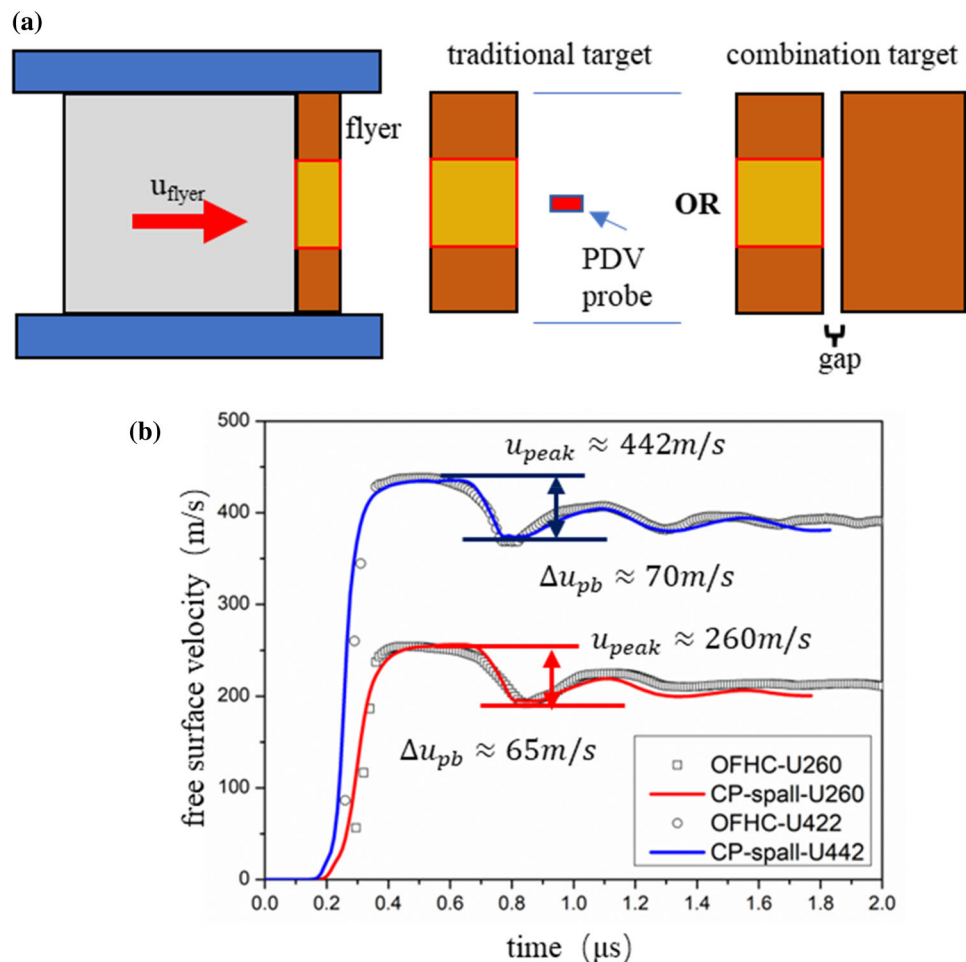 (a)
traditional target
combination target
flyer
u_flyer
OR
PDV
probe
gap
(b)
500
400
300
200
100
0
free surface velocity (m/s)
u_peak ≈ 442m/s
Δu_pb ≈ 70m/s
u_peak ≈ 260m/s
Δu_pb ≈ 65m/s
OFHC-U260
CP-spall-U260
OFHC-U422
CP-spall-U442
0.0 0.2 0.4 0.6 0.8 1.0 1.2 1.4 1.6 1.8 2.0
time (μs)